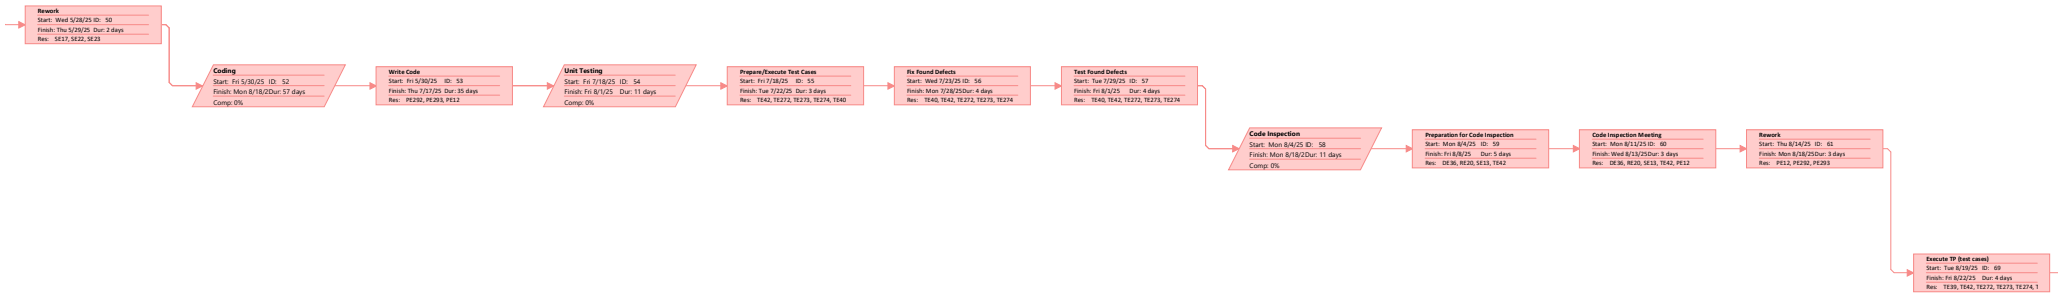 Rework
Start: Wed 5/28/25 ID: 50
Finish: Thu 5/29/25 Dur: 2 days
Res: SE17, SE22, SE23
Coding
Start: Fri 5/30/25 ID: 52
Finish: Mon 8/18/2Dur: 57 days
Comp: 0%
Write Code
Start: Fri 5/30/25 ID: 53
Finish: Thu 7/17/25 Dur: 35 days
Res: PE292, PE293, PE12
Unit Testing
Start: Fri 7/18/25 ID: 54
Finish: Fri 8/1/25 Dur: 11 days
Comp: 0%
Prepare/Execute Test Cases
Start: Fri 7/18/25 ID: 55
Finish: Tue 7/22/25 Dur: 3 days
Res: TE42, TE272, TE273, TE274, TE40
Fix Found Defects
Start: Wed 7/23/25 ID: 56
Finish: Mon 7/28/25Dur: 4 days
Res: TE40, TE42, TE272, TE273, TE274
Test Found Defects
Start: Tue 7/29/25 ID: 57
Finish: Fri 8/1/25 Dur: 4 days
Res: TE40, TE42, TE272, TE273, TE274
Code Inspection
Start: Mon 8/4/25 ID: 58
Finish: Mon 8/18/2Dur: 11 days
Comp: 0%
Preparation for Code Inspection
Start: Mon 8/4/25 ID: 59
Finish: Fri 8/8/25 Dur: 5 days
Res: DE36, RE20, SE13, TE42
Code Inspection Meeting
Start: Mon 8/11/25 ID: 60
Finish: Wed 8/13/25Dur: 3 days
Res: DE36, RE20, SE13, TE42, PE12
Rework
Start: Thu 8/14/25 ID: 61
Finish: Mon 8/18/25Dur: 3 days
Res: PE12, PE292, PE293
Execute TP (test cases)
Start: Tue 8/19/25 ID: 69
Finish: Fri 8/22/25 Dur: 4 days
Res: TE39, TE42, TE272, TE273, TE274, T